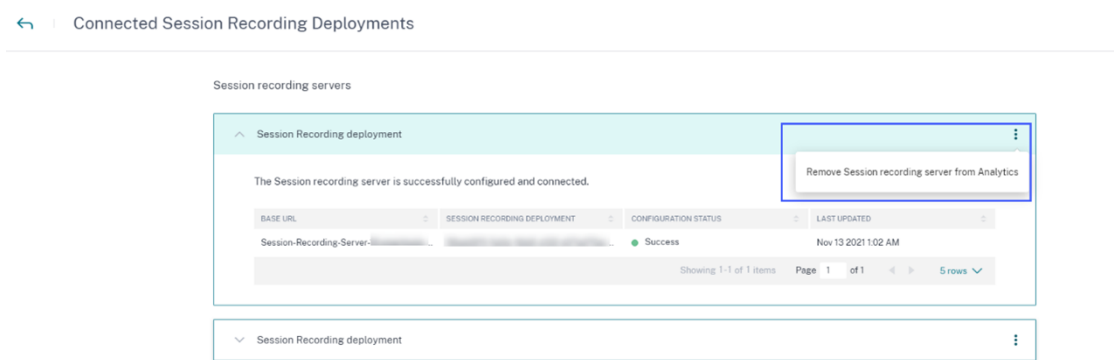 Connected Session Recording Deployments
Session recording servers
Session Recording deployment
Remove Session recording server from Analytics
The Session recording server is successfully configured and connected.
BASE URL SESSION RECORDING DEPLOYMENT CONFIGURATION STATUS LAST UPDATED
Session-Recording-Server- ... ... Success Nov 13 2021 1:02 AM
Showing 1-1 of 1 items Page 1 of 1 5 rows
Session Recording deployment